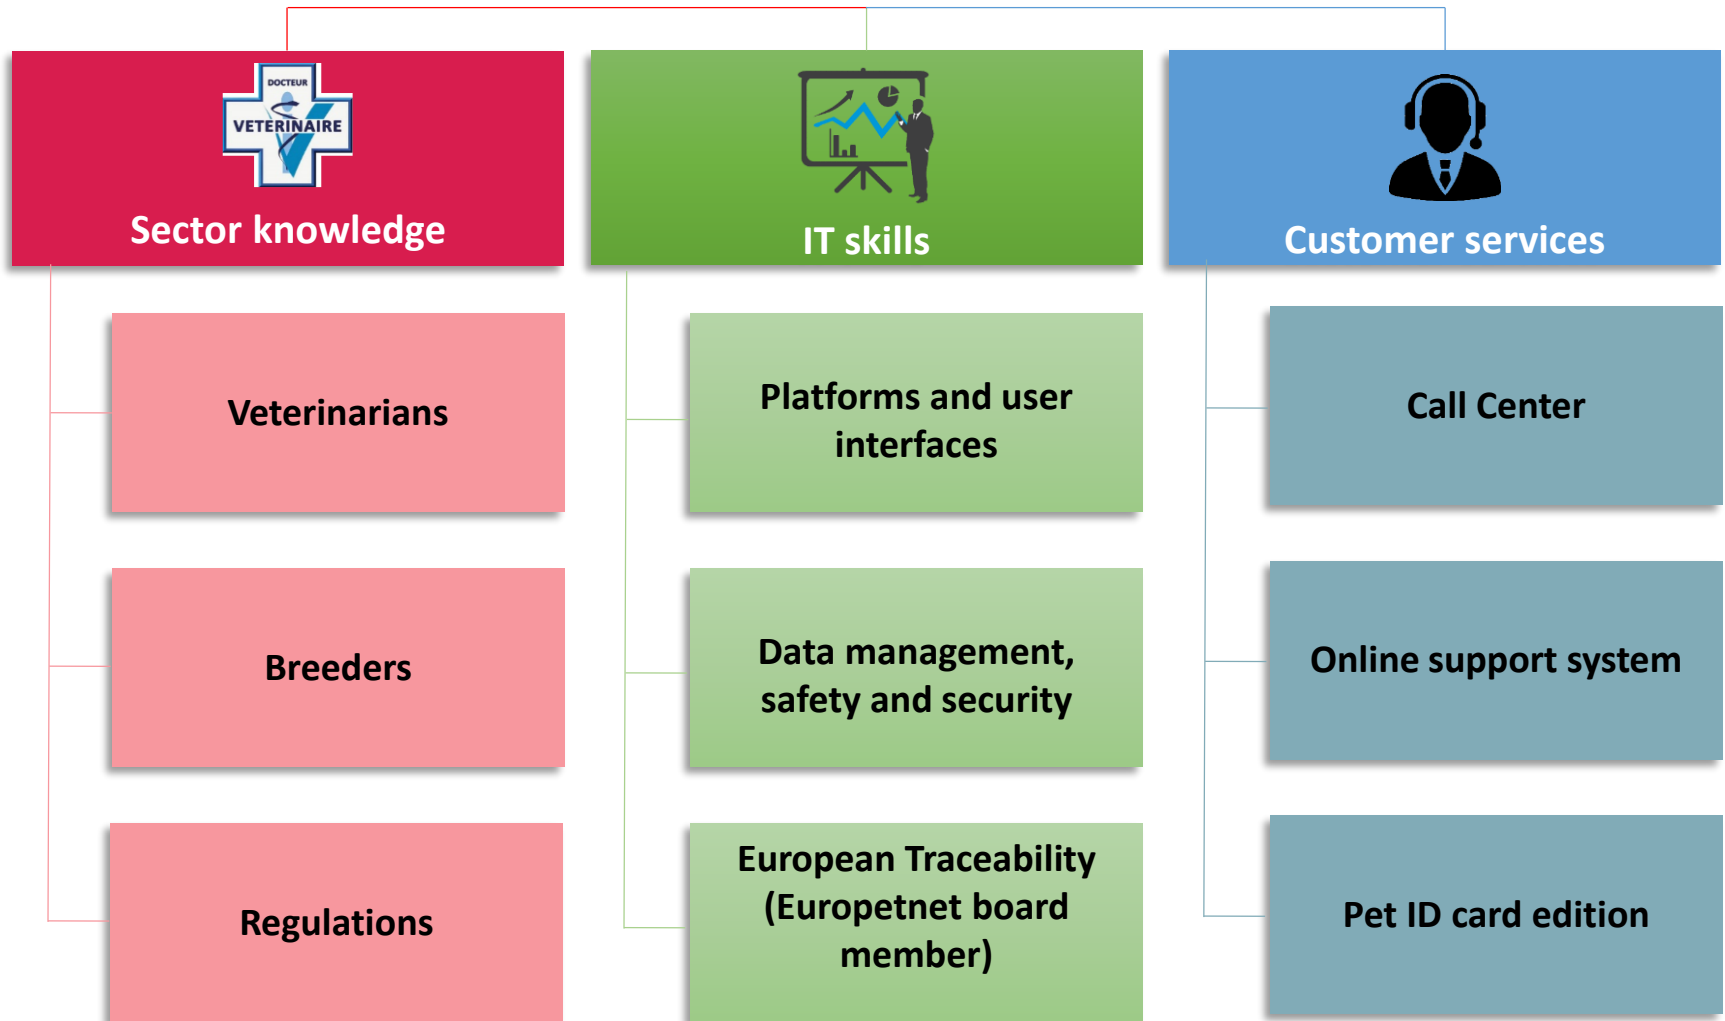 DOCTEUR
VETERINAIRE
Sector knowledge
Veterinarians
Breeders
Regulations
IT skills
Platforms and user
interfaces
Data management,
safety and security
European Traceability
(Europetnet board
member)
Customer services
Call Center
Online support system
Pet ID card edition